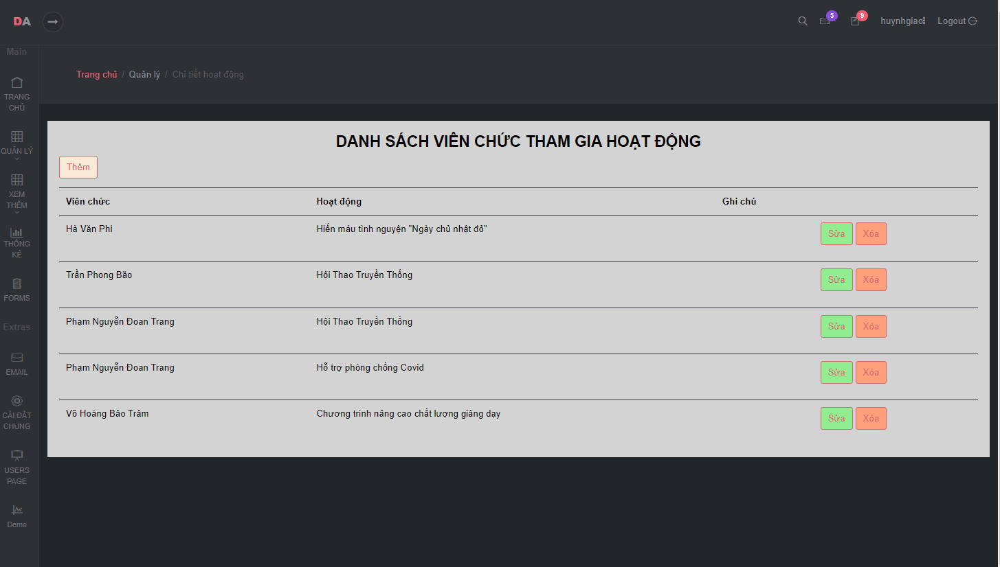 DA
5
9
huynhgiao
Logout
Main
TRANG CHỦ
QUẢN LÝ
XEM THÊM
THỐNG KÊ
FORMS
Extras
EMAIL
CÀI ĐẶT CHUNG
USERS PAGE
Demo
Trang chủ / Quản lý / Chi tiết hoạt động
DANH SÁCH VIÊN CHỨC THAM GIA HOẠT ĐỘNG
Thêm
Viên chức Hoạt động Ghi chú
Hà Văn Phi Hiến máu tình nguyện "Ngày chủ nhật đỏ" Sửa Xóa
Trần Phong Bão Hội Thao Truyền Thống Sửa Xóa
Phạm Nguyễn Đoan Trang Hội Thao Truyền Thống Sửa Xóa
Phạm Nguyễn Đoan Trang Hỗ trợ phòng chống Covid Sửa Xóa
Võ Hoàng Bảo Trâm Chương trình nâng cao chất lượng giảng dạy Sửa Xóa